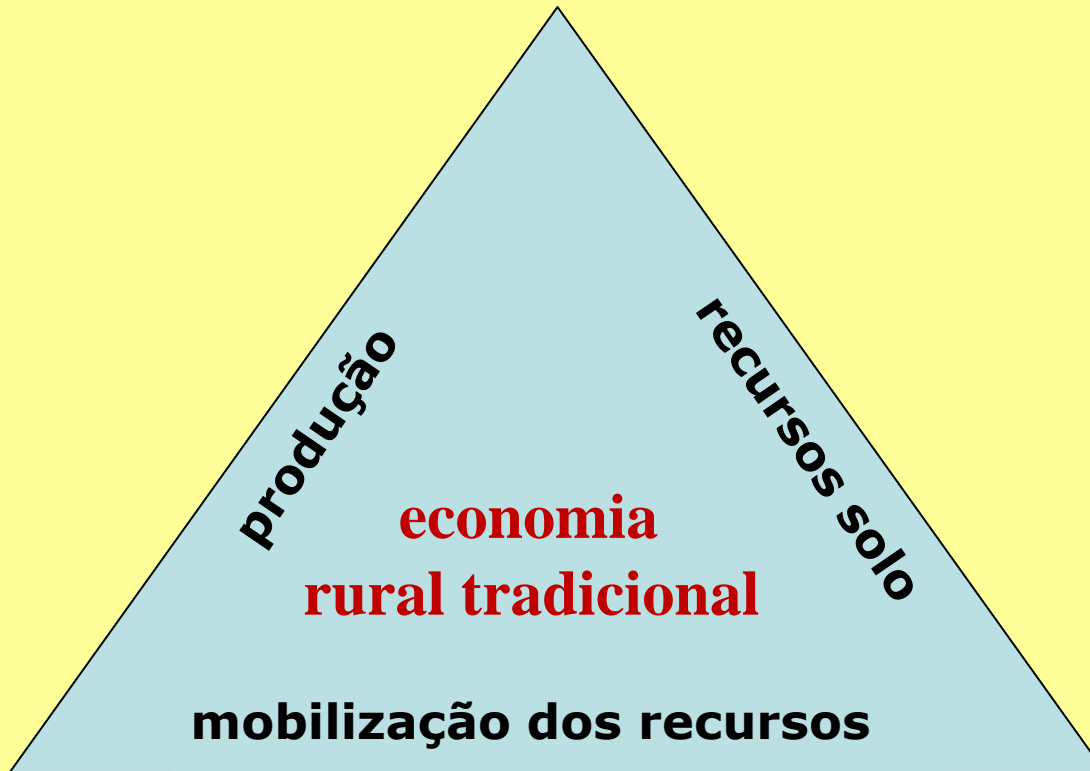 produção
recursos solo
economia
rural tradicional
mobilização dos recursos